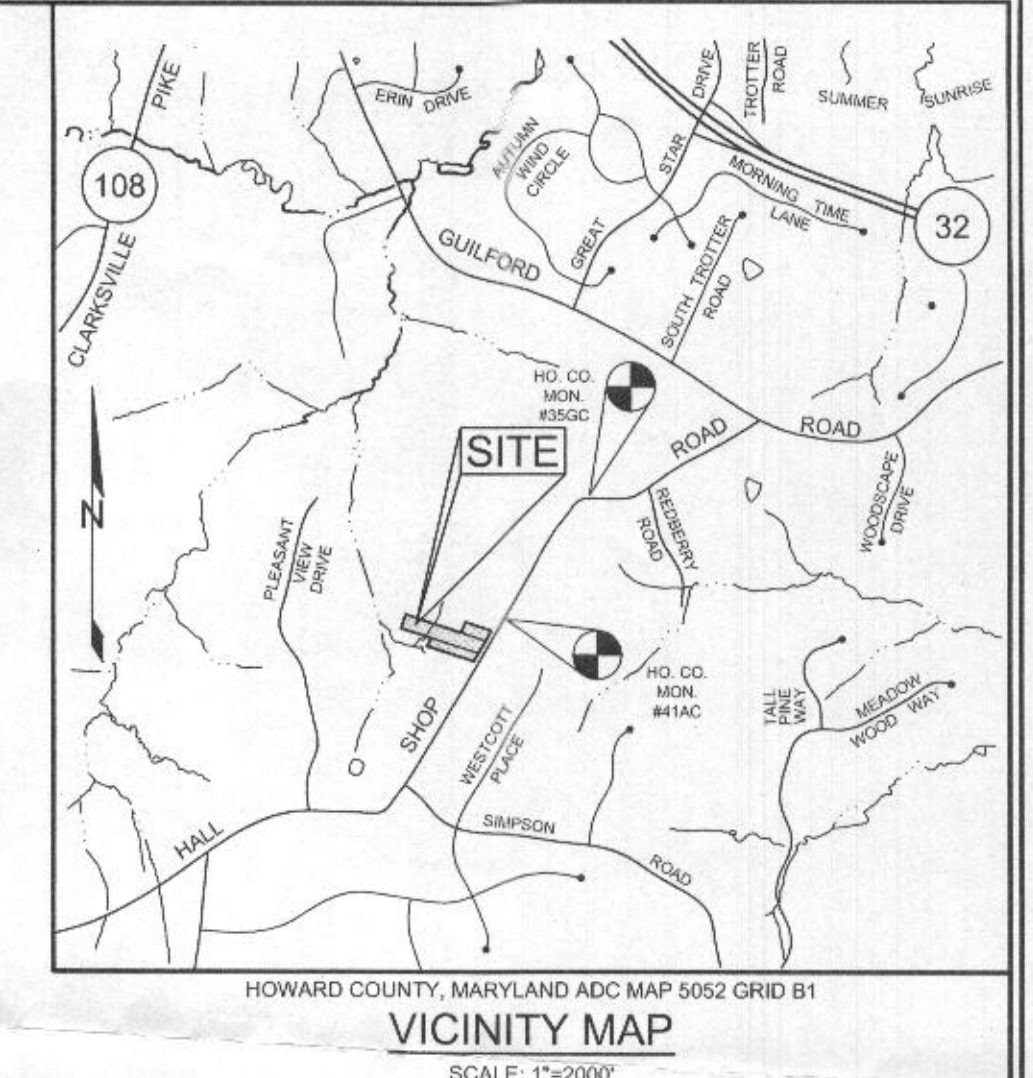 PIKE
ERIN DRIVE
AUTUMN
WIND
CIRCLE
DRIVE
STAR
GREAT
TROTTER
ROAD
SUMMER
SUNRISE
108
MORNING TIME
LANE
32
CLARKSVILLE
GUILFORD
SOUTH TROTTER
ROAD
HO. CO.
MON.
#35GC
ROAD
ROAD
SITE
N
PLEASANT
VIEW
DRIVE
REDBERRY
ROAD
WOODSCAPE
DRIVE
HO. CO.
MON.
#41AC
TALL
PINE
WAY
MEADOW
WOOD WAY
SHOP
WESTCOTT
PLACE
HALL
SIMPSON
ROAD
HOWARD COUNTY, MARYLAND ADC MAP 5052 GRID B1
VICINITY MAP
SCALE: 1"=2000'